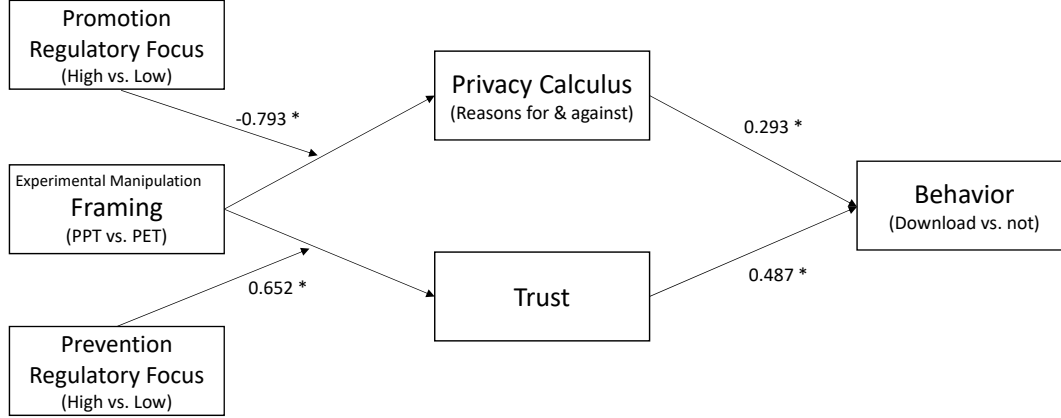 Promotion
Regulatory Focus
(High vs. Low)
-0.793 *
Privacy Calculus
(Reasons for & against)
0.293 *
Experimental Manipulation
Framing
(PPT vs. PET)
Behavior
(Download vs. not)
0.652 *
Trust
0.487 *
Prevention
Regulatory Focus
(High vs. Low)